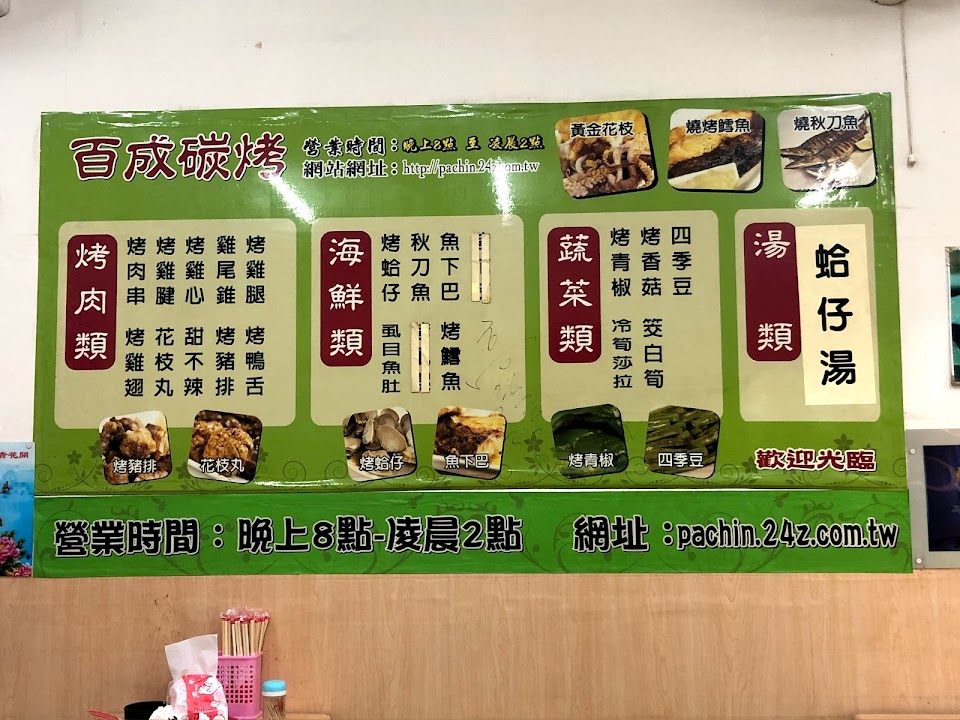 百成碳烤
營業時間：晚上8點 至 凌晨2點
網站網址：http://pachin.24z.com.tw
黃金花枝
燒烤鱈魚
燒秋刀魚
烤肉類
烤肉串
烤雞腱
烤雞心
雞尾錐
烤雞腿
烤雞翅
花枝丸
甜不辣
烤豬排
烤鴨舌
烤豬排
花枝丸
海鮮類
烤蛤仔
秋刀魚
魚下巴
虱目魚肚
烤鱈魚
烤蛤仔
魚下巴
蔬菜類
烤青椒
烤香菇
四季豆
冷筍莎拉
筊白筍
烤青椒
四季豆
湯類
蛤仔湯
歡迎光臨
營業時間：晚上8點-凌晨2點
網址：pachin.24z.com.tw